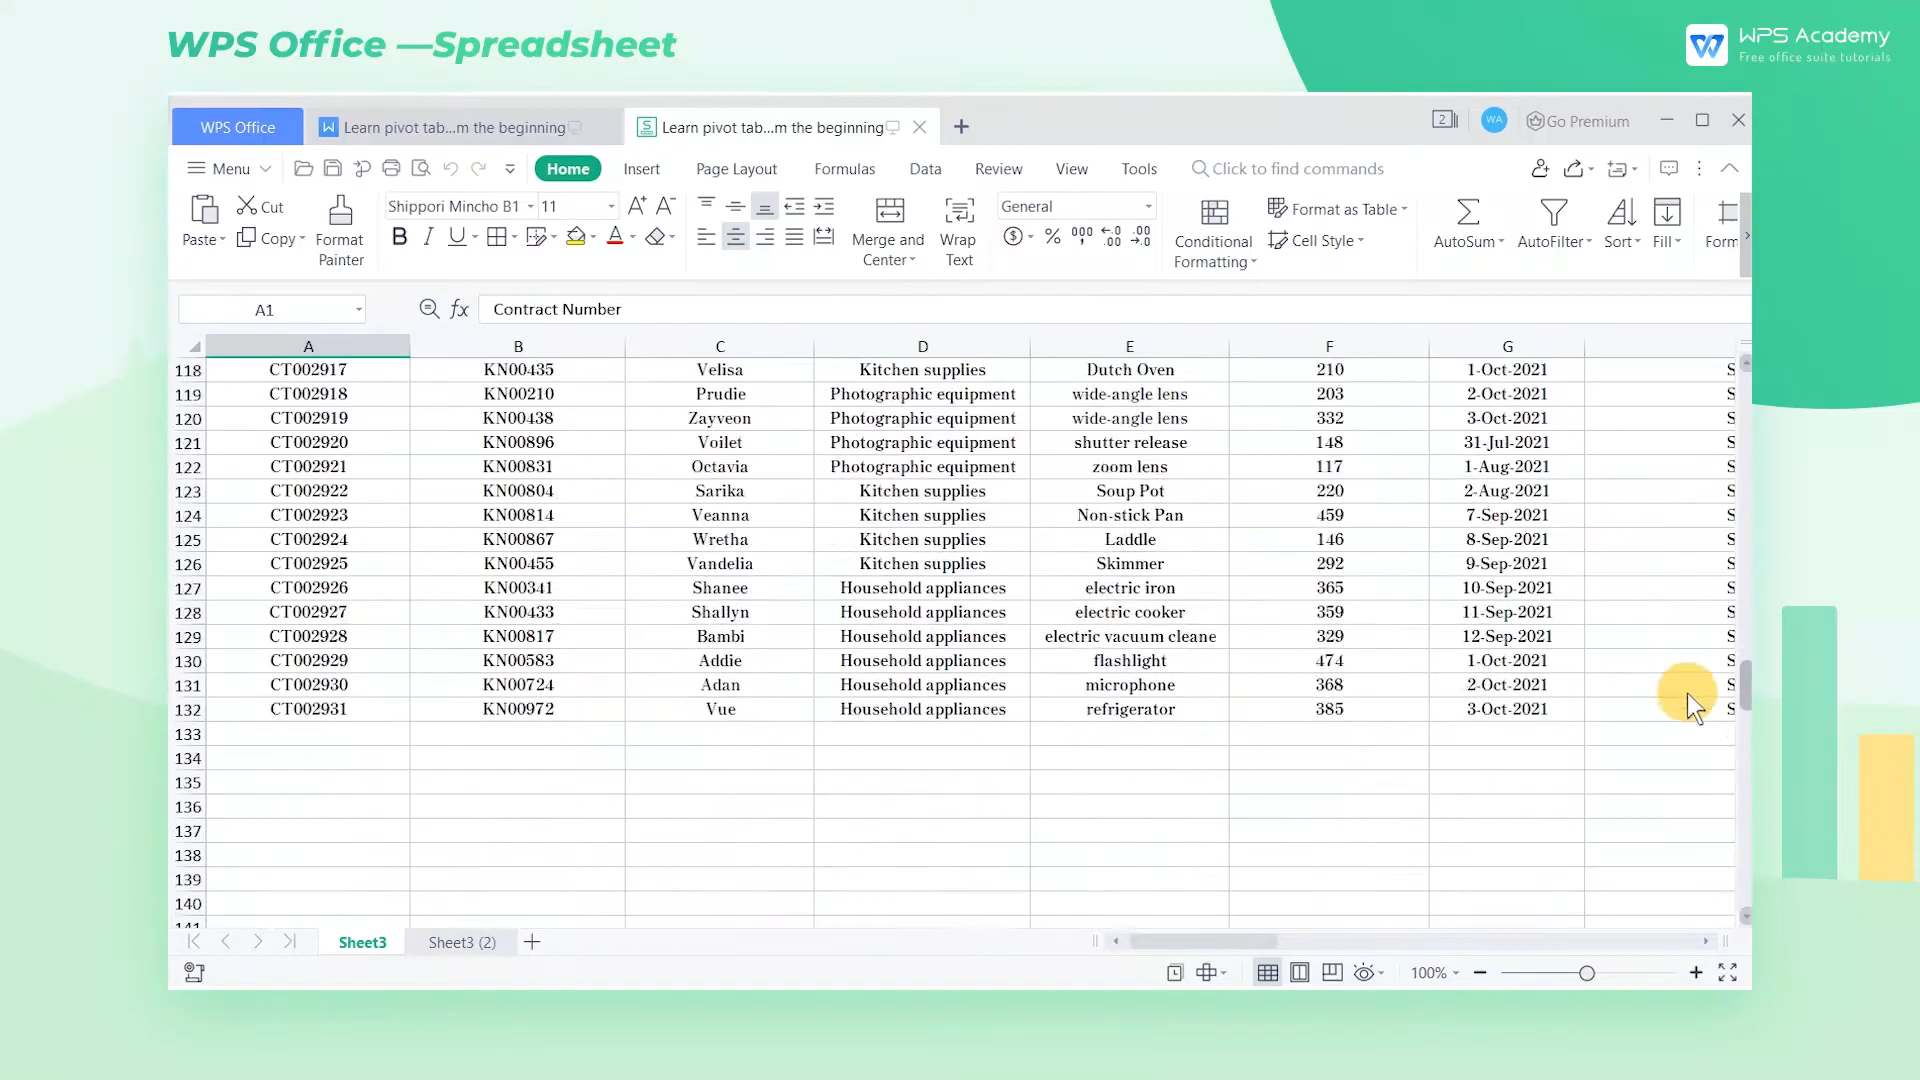 WPS Office —Spreadsheet
WPS Academy
Free office suite tutorials
WPS Office
Learn pivot tab...m the beginning
Learn pivot tab...m the beginning
2
WA
Go Premium
Menu
Home
Insert
Page Layout
Formulas
Data
Review
View
Tools
Click to find commands
Paste
Cut
Copy
Format Painter
Shippori Mincho B1
11
Merge and Center
Wrap Text
General
Conditional Formatting
Format as Table
Cell Style
AutoSum
AutoFilter
Sort
Fill
Form
A1
fx
Contract Number
A B C D E F G
118 CT002917 KN00435 Velisa Kitchen supplies Dutch Oven 210 1-Oct-2021 S
119 CT002918 KN00210 Prudie Photographic equipment wide-angle lens 203 2-Oct-2021 S
120 CT002919 KN00438 Zayveon Photographic equipment wide-angle lens 332 3-Oct-2021 S
121 CT002920 KN00896 Voilet Photographic equipment shutter release 148 31-Jul-2021 S
122 CT002921 KN00831 Octavia Photographic equipment zoom lens 117 1-Aug-2021 S
123 CT002922 KN00804 Sarika Kitchen supplies Soup Pot 220 2-Aug-2021 S
124 CT002923 KN00814 Veanna Kitchen supplies Non-stick Pan 459 7-Sep-2021 S
125 CT002924 KN00867 Wretha Kitchen supplies Laddle 146 8-Sep-2021 S
126 CT002925 KN00455 Vandelia Kitchen supplies Skimmer 292 9-Sep-2021 S
127 CT002926 KN00341 Shanee Household appliances electric iron 365 10-Sep-2021 S
128 CT002927 KN00433 Shallyn Household appliances electric cooker 359 11-Sep-2021 S
129 CT002928 KN00817 Bambi Household appliances electric vacuum cleane 329 12-Sep-2021 S
130 CT002929 KN00583 Addie Household appliances flashlight 474 1-Oct-2021 S
131 CT002930 KN00724 Adan Household appliances microphone 368 2-Oct-2021 S
132 CT002931 KN00972 Vue Household appliances refrigerator 385 3-Oct-2021 S
133
134
135
136
137
138
139
140
141
Sheet3
Sheet3 (2)
100%